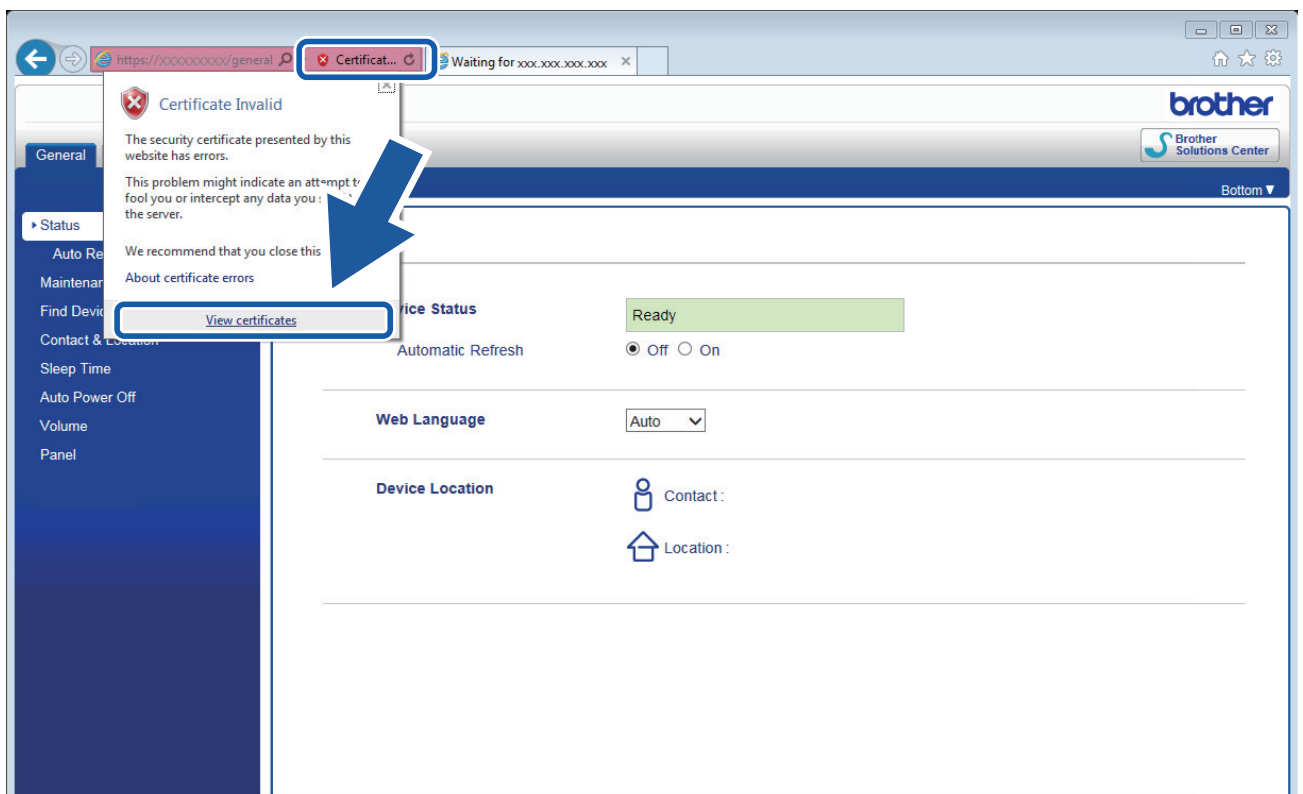 https://xxxxxxxxxx/general
Certificat...
Waiting for xxx.xxx.xxx.xxx
brother
Brother
Solutions Center
General
Bottom▼
Certificate Invalid
The security certificate presented by this
website has errors.
This problem might indicate an attempt
fool you or intercept any data you
the server.
We recommend that you close this
About certificate errors
View certificates
Status
Auto Re
Maintenan
Find Devic
Contact & Location
Sleep Time
Auto Power Off
Volume
Panel
vice Status
Ready
Automatic Refresh
Off
On
Web Language
Auto
Device Location
Contact :
Location :